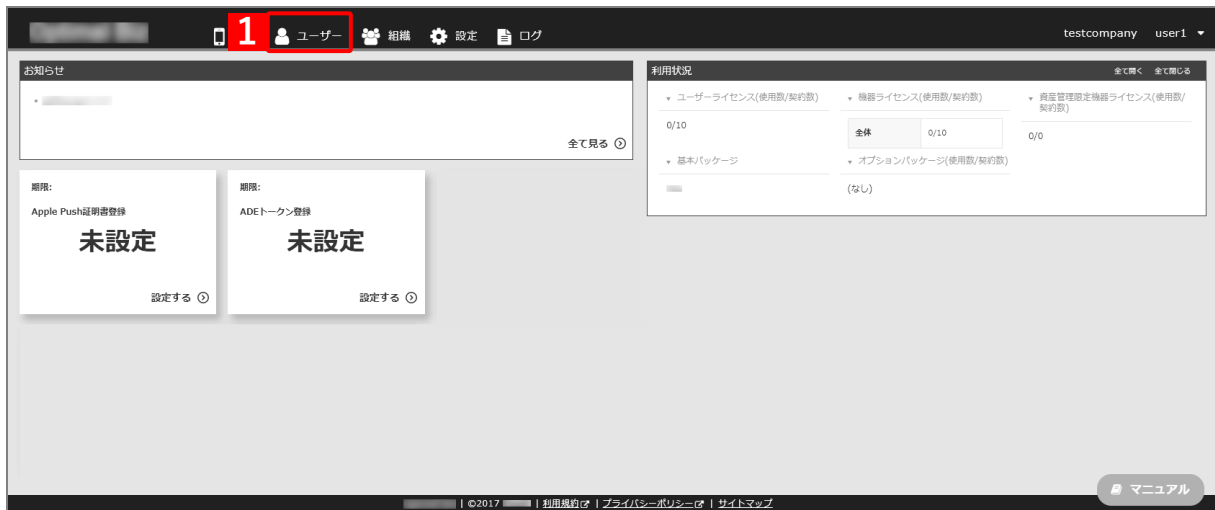 1 ユーザー 組織 設定 ログ testcompany user1
お知らせ
全て見る
利用状況 全て開く 全て閉じる
ユーザーライセンス(使用数/契約数)
0/10
機器ライセンス(使用数/契約数)
全体 0/10
資産管理限定機器ライセンス(使用数/
契約数)
0/0
基本パッケージ
オプションパッケージ(使用数/契約数)
(なし)
期限:
Apple Push証明書登録
未設定
設定する
期限:
ADEトークン登録
未設定
設定する
マニュアル
| ©2017 | 利用規約 | プライバシーポリシー | サイトマップ